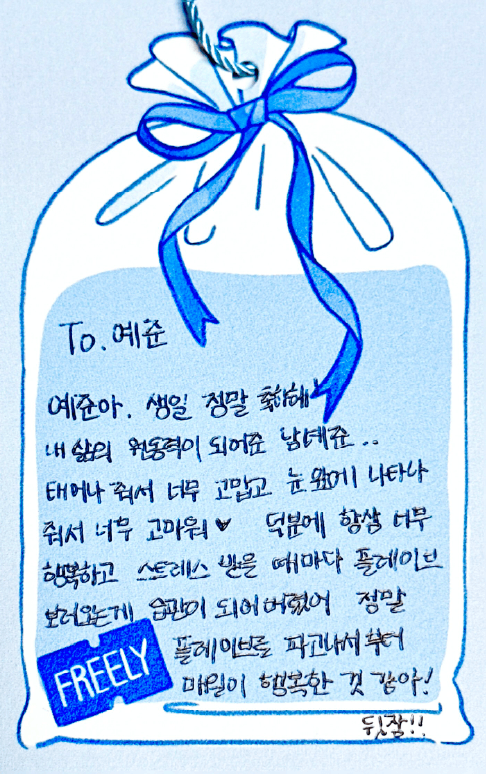 To. 예준
예준아. 생일 정말 축하해
내 삶의 원동력이 되어준 남예준..
태어나 줘서 너무 고맙고 눈 앞에 나타나
줘서 너무 고마워♥ 덕분에 항상 너무
행복하고 스트레스 받을 때마다 플레이브
보러오는게 습관이 되어버렸어 정말
플레이브를 파고나서부터
매일이 행복한 것 같아!
FREELY
뒷장!!